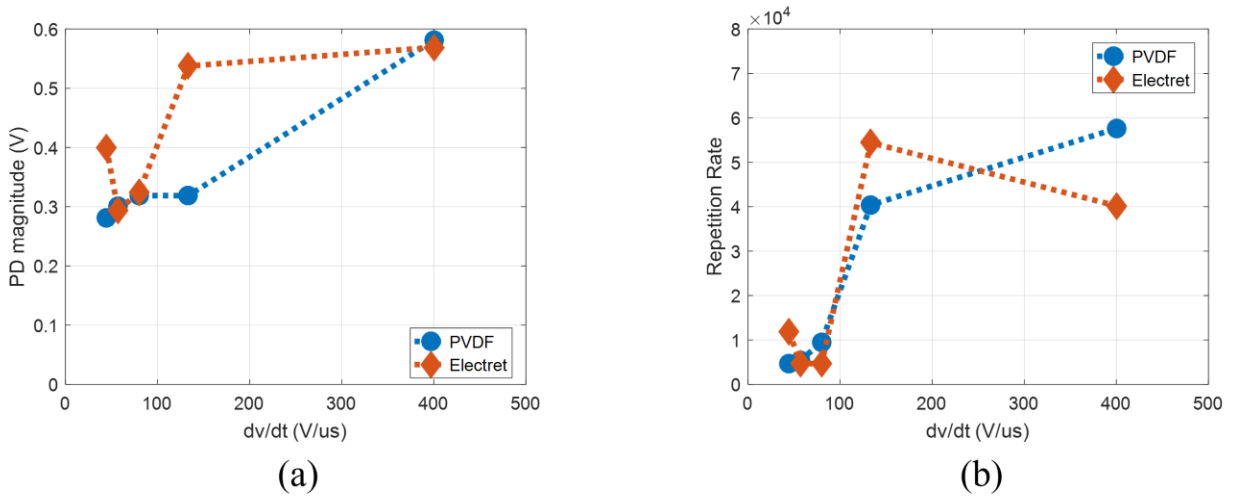 0.6
0.5
0.4
0.3
0.2
0.1
0
PD magnitude (V)
PVDF
Electret
0 100 200 300 400 500
dv/dt (V/us)
(a)
×10⁴
8
7
6
5
4
3
2
1
0
Repetition Rate
PVDF
Electret
0 100 200 300 400 500
dv/dt (V/us)
(b)